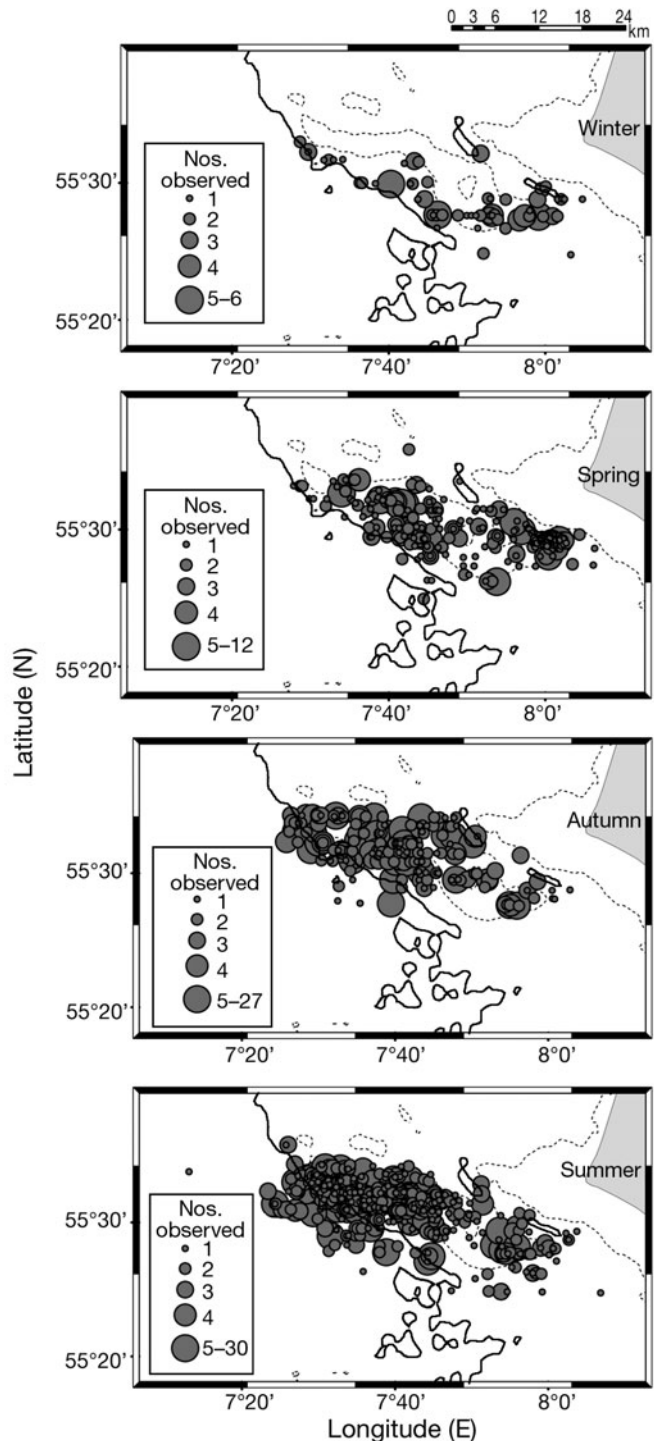 0 3 6 12 18 24
km
Winter
Nos.
observed
1
2
3
4
5–6
55°30'
55°20'
7°20' 7°40' 8°0'
Spring
Nos.
observed
1
2
3
4
5–12
55°30'
55°20'
7°20' 7°40' 8°0'
Latitude (N)
Autumn
Nos.
observed
1
2
3
4
5–27
55°30'
55°20'
7°20' 7°40' 8°0'
Summer
Nos.
observed
1
2
3
4
5–30
55°30'
55°20'
7°20' 7°40' 8°0'
Longitude (E)